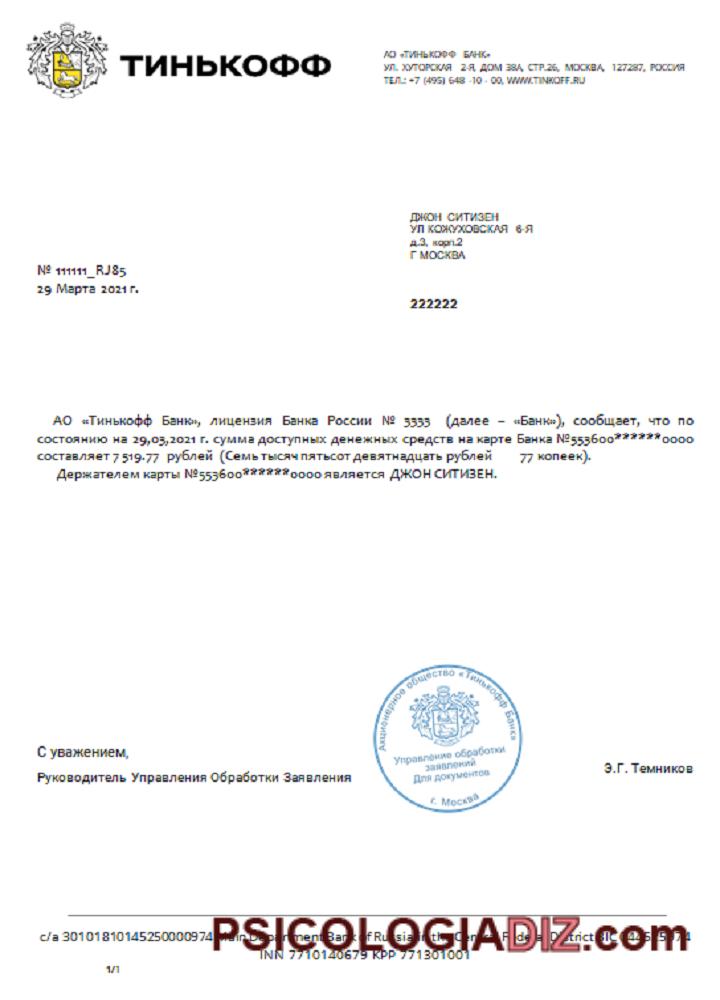 ТИНЬКОФФ
АО «ТИНЬКОФФ БАНК»
УЛ. ХУТОРСКАЯ 2-Я, ДОМ 38А, СТР.26, МОСКВА, 127287, РОССИЯ
ТЕЛ.: +7 (495) 648 -10 - 00, WWW.TINKOFF.RU
ДЖОН СИТИЗЕН
УЛ КОЖУХОВСКАЯ 6-Я
д.3, корп.2
Г МОСКВА
№ 111111_RJ85
29 Марта 2021 г.
222222
АО «Тинькофф Банк», лицензия Банка России № 3333 (далее – «Банк»), сообщает, что по
состоянию на 29,03,2021 г. сумма доступных денежных средств на карте Банка №553600******0000
составляет 7 519.77 рублей (Семь тысяч пятьсот девятнадцать рублей 77 копеек).
Держателем карты №553600******0000 является ДЖОН СИТИЗЕН.
Акционерное общество «Тинькофф Банк»
Управление обработки
заявлений
Для документов
г. Москва
С уважением,
Руководитель Управления Обработки Заявления
Э.Г. Темников
PSICOLOGIADIZ.com
с/а 30101810145250000974 Main Department Bank of Russia in the Central Federal District BIC 044525974
INN 7710140679 KPP 771301001
1/1